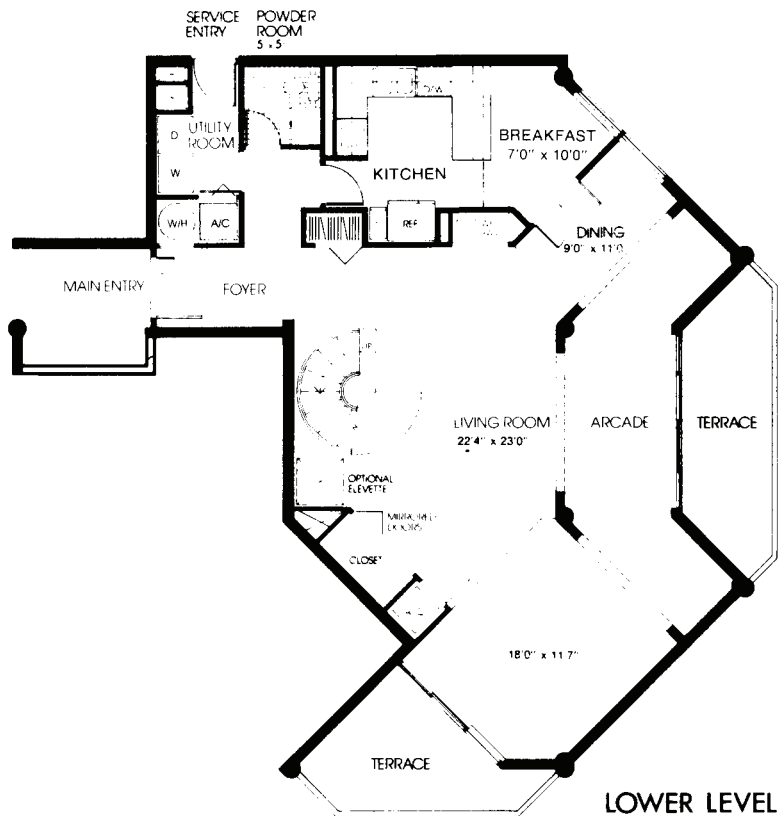 SERVICE
ENTRY
POWDER
ROOM
5 x 5
UTILITY
ROOM
D
W
W/H
A/C
KITCHEN
D/W
REF
BREAKFAST
7'0" x 10'0"
DINING
9'0" x 11'0
MAIN ENTRY
FOYER
UP
LIVING ROOM
22'4" x 23'0"
ARCADE
TERRACE
OPTIONAL
ELEVETTE
MIRRORED
DOORS
CLOSET
18'0" x 11'7"
TERRACE
LOWER LEVEL